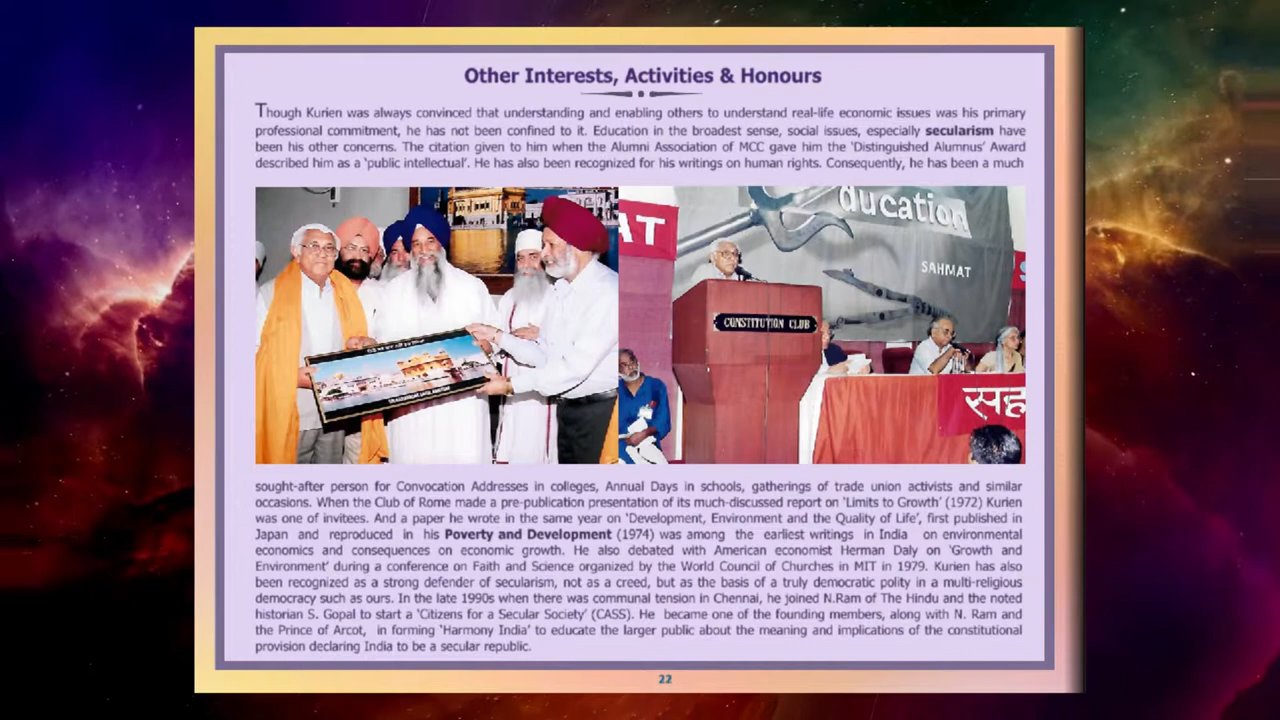 Other Interests, Activities & Honours
Though Kurien was always convinced that understanding and enabling others to understand real-life economic issues was his primary
professional commitment, he has not been confined to it. Education in the broadest sense, social issues, especially secularism have
been his other concerns. The citation given to him when the Alumni Association of MCC gave him the 'Distinguished Alumnus' Award
described him as a 'public intellectual'. He has also been recognized for his writings on human rights. Consequently, he has been a much
AT
ducation
SAHMAT
CONSTITUTION CLUB
सह
sought-after person for Convocation Addresses in colleges, Annual Days in schools, gatherings of trade union activists and similar
occasions. When the Club of Rome made a pre-publication presentation of its much-discussed report on 'Limits to Growth' (1972) Kurien
was one of invitees. And a paper he wrote in the same year on 'Development, Environment and the Quality of Life', first published in
Japan and reproduced in his Poverty and Development (1974) was among the earliest writings in India on environmental
economics and consequences on economic growth. He also debated with American economist Herman Daly on 'Growth and
Environment' during a conference on Faith and Science organized by the World Council of Churches in MIT in 1979. Kurien has also
been recognized as a strong defender of secularism, not as a creed, but as the basis of a truly democratic polity in a multi-religious
democracy such as ours. In the late 1990s when there was communal tension in Chennai, he joined N.Ram of The Hindu and the noted
historian S. Gopal to start a 'Citizens for a Secular Society' (CASS). He became one of the founding members, along with N. Ram and
the Prince of Arcot, in forming 'Harmony India' to educate the larger public about the meaning and implications of the constitutional
provision declaring India to be a secular republic.
22